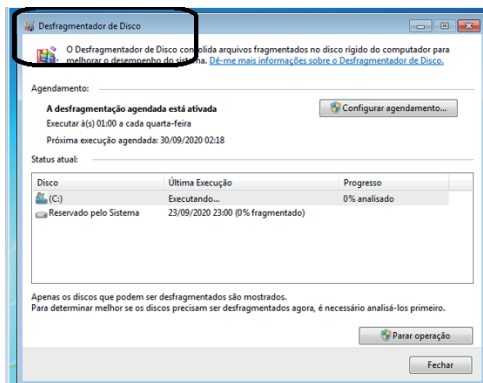 Desfragmentador de Disco
O Desfragmentador de Disco consolida arquivos fragmentados no disco rígido do computador para
melhorar o desempenho do sistema. Dê-me mais informações sobre o Desfragmentador de Disco.
Agendamento:
A desfragmentação agendada está ativada
Configurar agendamento...
Executar à(s) 01:00 a cada quarta-feira
Próxima execução agendada: 30/09/2020 02:18
Status atual:
Disco Última Execução Progresso
(C:) Executando... 0% analisado
Reservado pelo Sistema 23/09/2020 23:00 (0% fragmentado)
Apenas os discos que podem ser desfragmentados são mostrados.
Para determinar melhor se os discos precisam ser desfragmentados agora, é necessário analisá-los primeiro.
Parar operação
Fechar